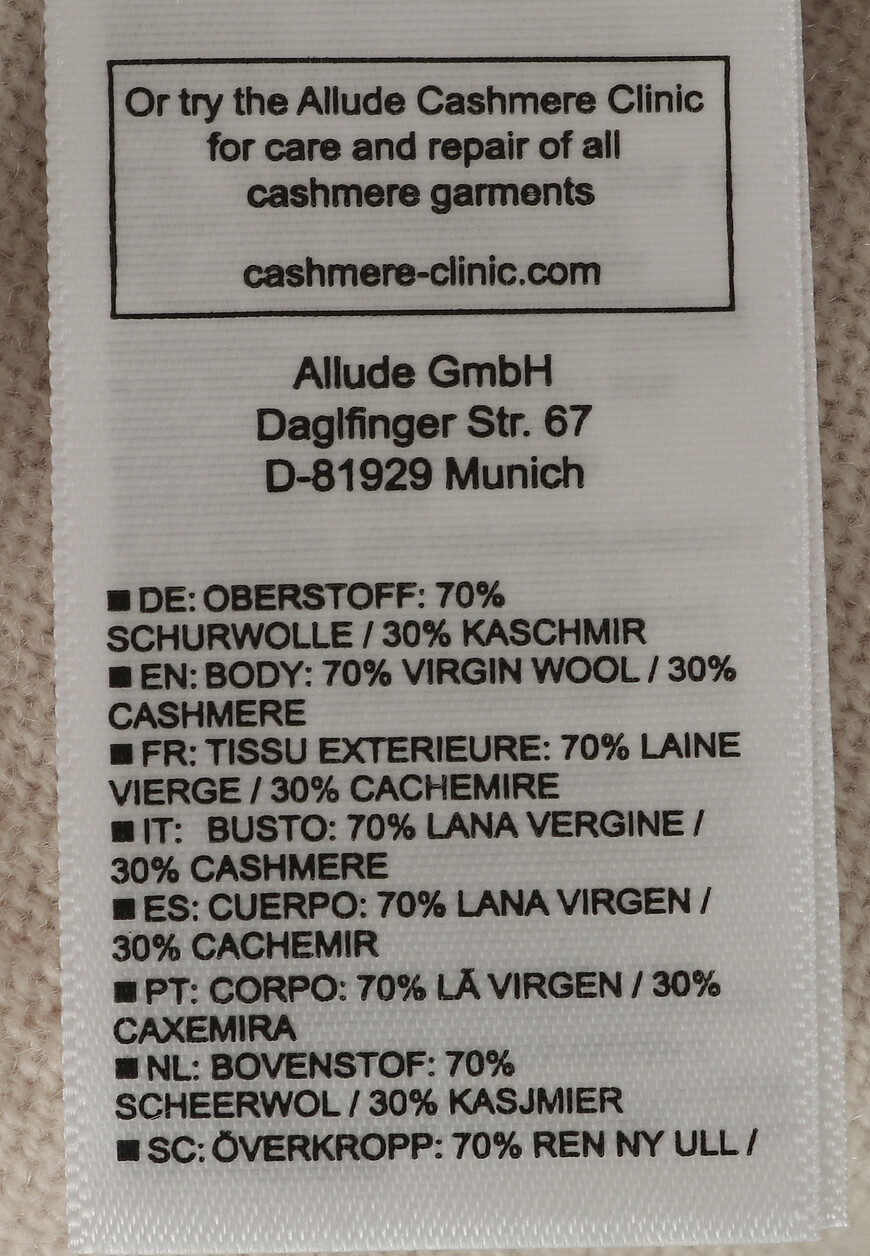 Or try the Allude Cashmere Clinic
for care and repair of all
cashmere garments
cashmere-clinic.com
Allude GmbH
Daglfinger Str. 67
D-81929 Munich
■ DE: OBERSTOFF: 70%
SCHURWOLLE / 30% KASCHMIR
■ EN: BODY: 70% VIRGIN WOOL / 30%
CASHMERE
■ FR: TISSU EXTERIEURE: 70% LAINE
VIERGE / 30% CACHEMIRE
■ IT: BUSTO: 70% LANA VERGINE /
30% CASHMERE
■ ES: CUERPO: 70% LANA VIRGEN /
30% CACHEMIR
■ PT: CORPO: 70% LÃ VIRGEN / 30%
CAXEMIRA
■ NL: BOVENSTOF: 70%
SCHEERWOL / 30% KASJMIER
■ SC: ÖVERKROPP: 70% REN NY ULL /